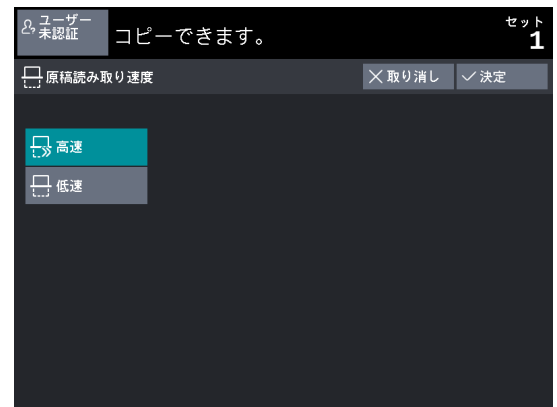 ユーザー
未認証
コピーできます。
セット
1
原稿読み取り速度
取り消し
決定
高速
低速